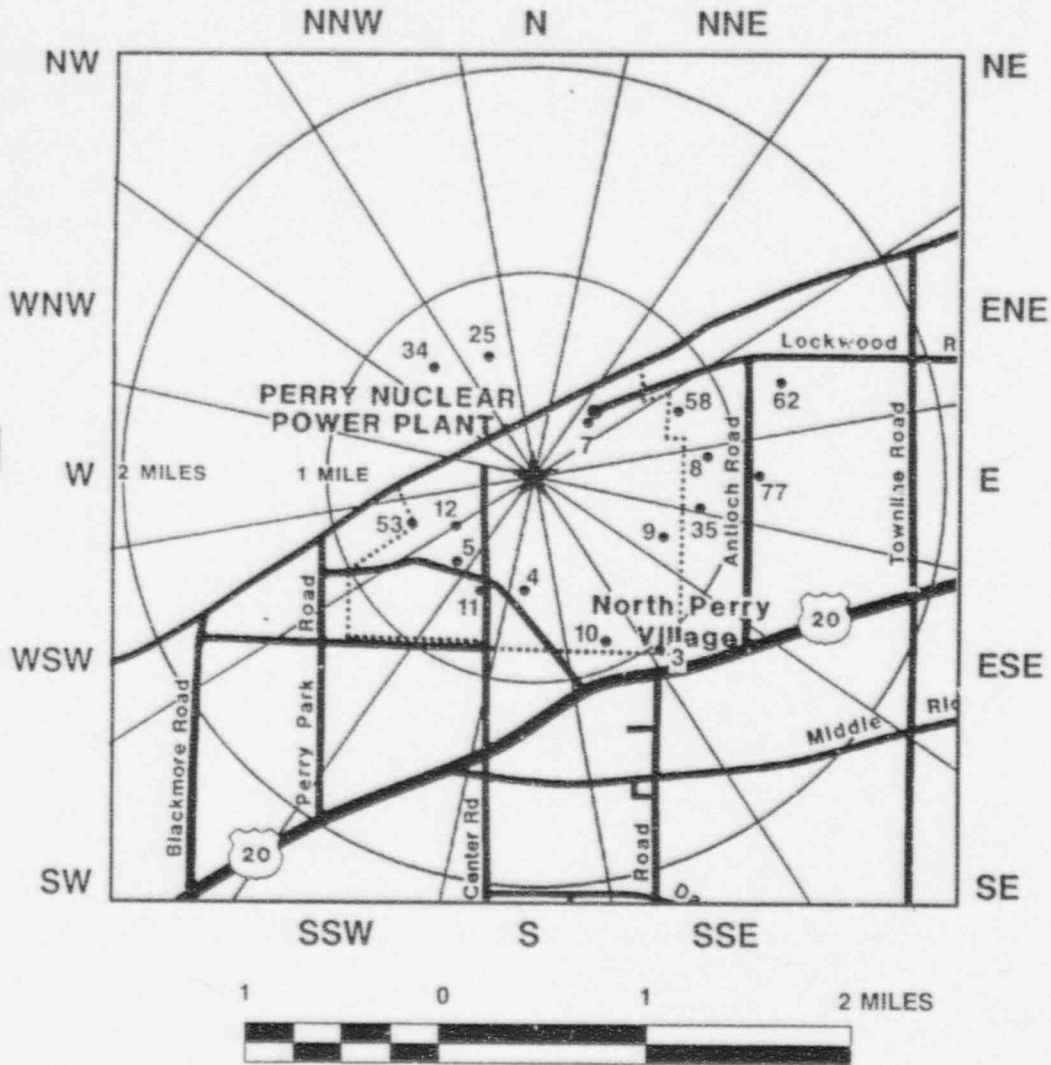 NNW N NNE
NW NE
WNW ENE
34 25
Lockwood R
PERRY NUCLEAR
POWER PLANT
58 62
7
W 2 MILES 1 MILE E
8 77
53 12 35
5 9
11 4
Antioch Road
Townline Road
North Perry
Village
10 3
20
WSW ESE
Blackmore Road
Perry Park Road
Center Rd
Road
Middle Rid
20
SW SE
SSW S SSE
1 0 1 2 MILES